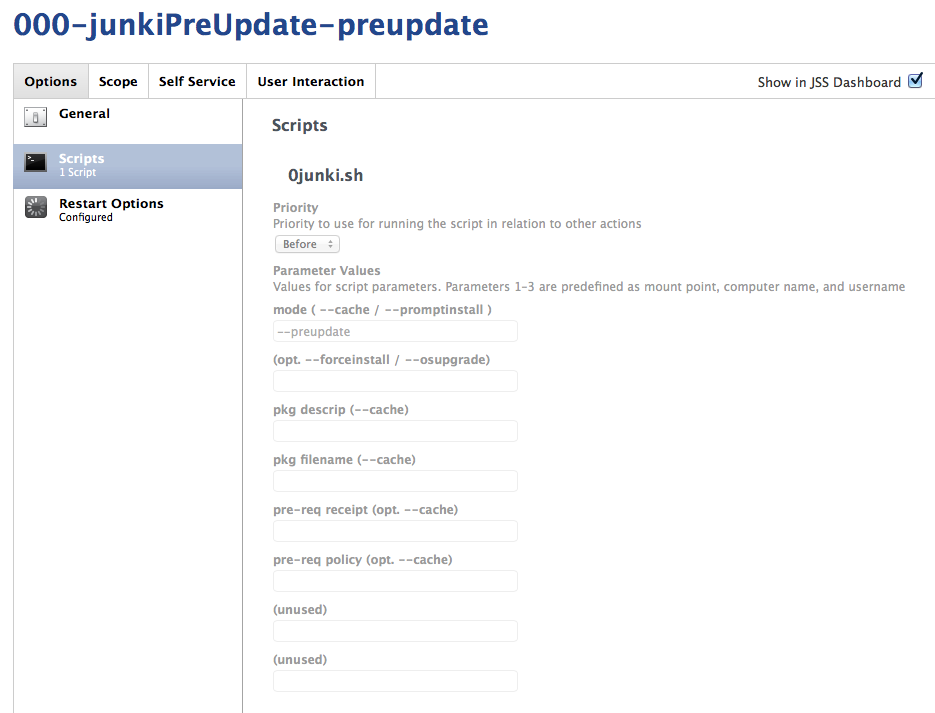 000-junkiPreUpdate-preupdate
Options
Scope
Self Service
User Interaction
Show in JSS Dashboard
General
Scripts
1 Script
Restart Options
Configured
Scripts
0junki.sh
Priority
Priority to use for running the script in relation to other actions
Before
Parameter Values
Values for script parameters. Parameters 1-3 are predefined as mount point, computer name, and username
mode ( --cache / --promptinstall )
--preupdate
(opt. --forceinstall / --osupgrade)
pkg descrip (--cache)
pkg filename (--cache)
pre-req receipt (opt. --cache)
pre-req policy (opt. --cache)
(unused)
(unused)